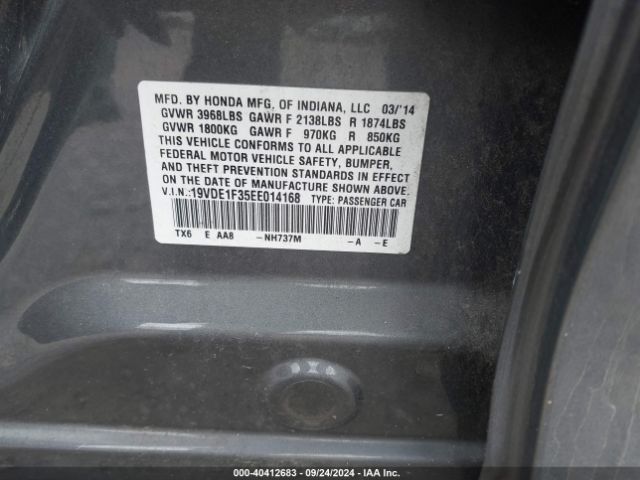 MFD. BY HONDA MFG. OF INDIANA, LLC 03/'14
GVWR 3968LBS GAWR F 2138LBS R 1874LBS
GVWR 1800KG GAWR F 970KG R 850KG
THIS VEHICLE CONFORMS TO ALL APPLICABLE
FEDERAL MOTOR VEHICLE SAFETY, BUMPER,
AND THEFT PREVENTION STANDARDS IN EFFECT
ON THE DATE OF MANUFACTURE SHOWN ABOVE.
V.I.N.:19VDE1F35EE014168 TYPE: PASSENGER CAR
TX6 E AA8 -NH737M -A -E
000-40412683 - 09/24/2024 - IAA Inc.